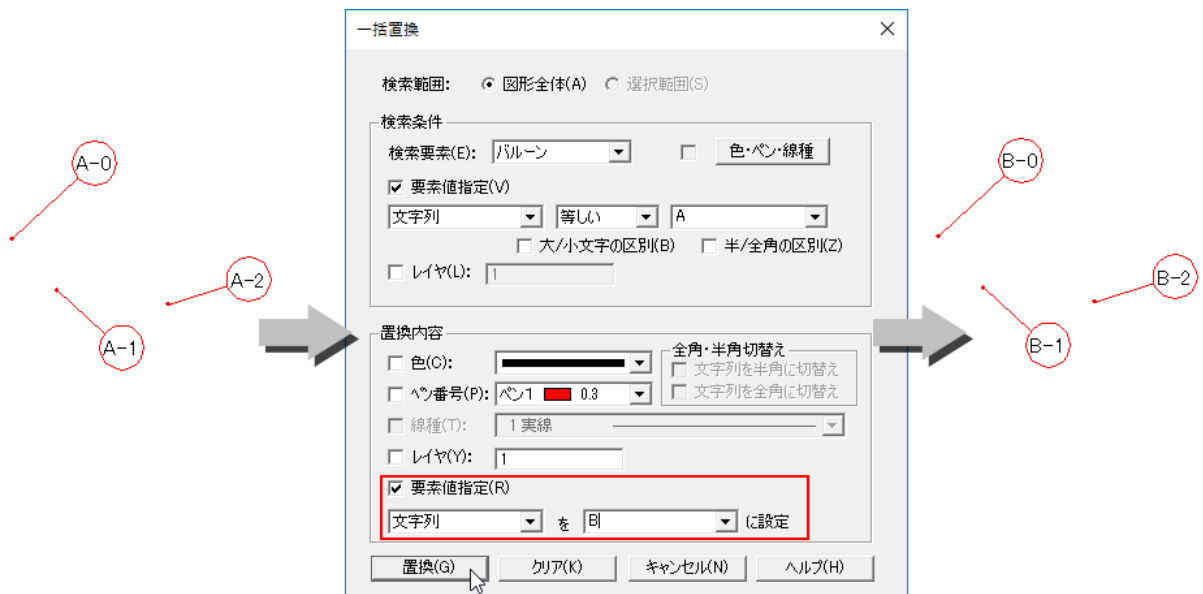 A-0
A-2
A-1
一括置換
検索範囲: 図形全体(A) 選択範囲(S)
検索条件
検索要素(E): バルーン 色・ペン・線種
要素値指定(V)
文字列 等しい A
大/小文字の区別(B) 半/全角の区別(Z)
レイヤ(L): 1
置換内容
色(C):
全角・半角切替え
文字列を半角に切替え
文字列を全角に切替え
ペン番号(P): ペン1 0.3
線種(T): 1 実線
レイヤ(Y): 1
要素値指定(R)
文字列 を B に設定
置換(G) クリア(K) キャンセル(N) ヘルプ(H)
B-0
B-2
B-1